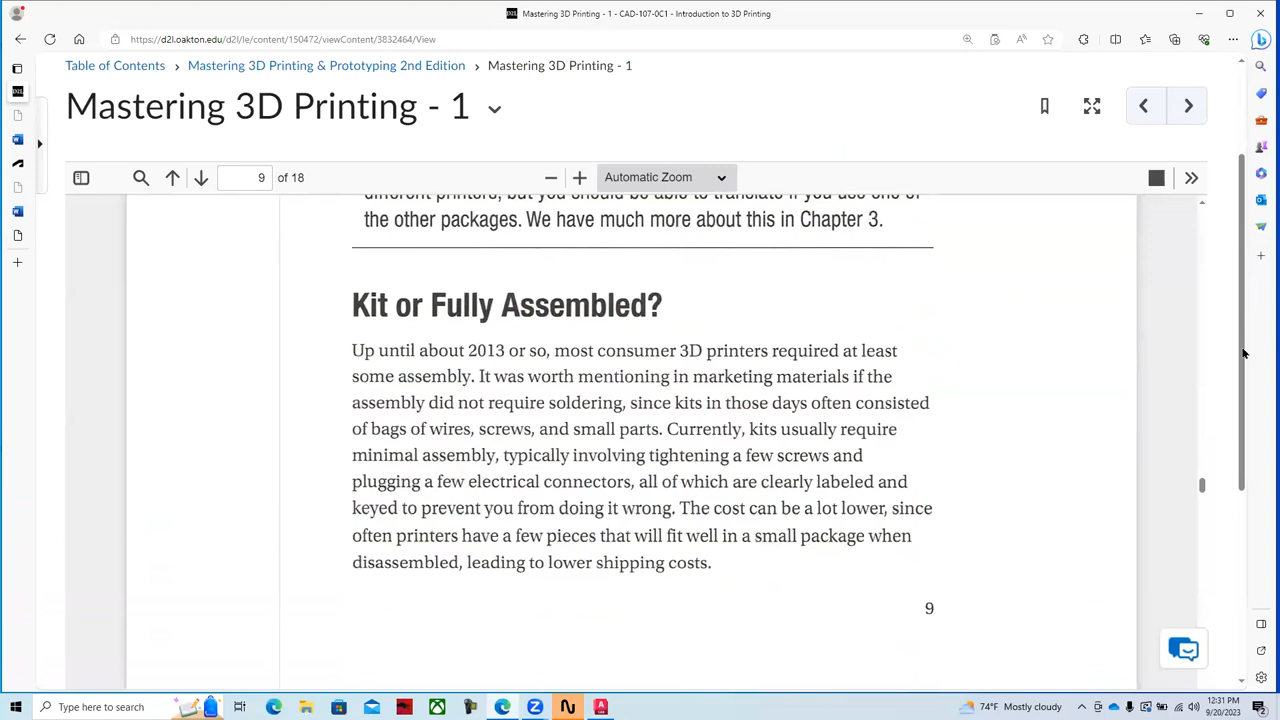 Mastering 3D Printing - 1 - CAD-107-0C1 - Introduction to 3D Printing
https://d2l.oakton.edu/d2l/le/content/150472/viewContent/3832464/View
Table of Contents > Mastering 3D Printing & Prototyping 2nd Edition > Mastering 3D Printing - 1
Mastering 3D Printing - 1
9 of 18
Automatic Zoom
different printers, but you should be able to translate if you use one of
the other packages. We have much more about this in Chapter 3.
Kit or Fully Assembled?
Up until about 2013 or so, most consumer 3D printers required at least
some assembly. It was worth mentioning in marketing materials if the
assembly did not require soldering, since kits in those days often consisted
of bags of wires, screws, and small parts. Currently, kits usually require
minimal assembly, typically involving tightening a few screws and
plugging a few electrical connectors, all of which are clearly labeled and
keyed to prevent you from doing it wrong. The cost can be a lot lower, since
often printers have a few pieces that will fit well in a small package when
disassembled, leading to lower shipping costs.
9
Type here to search
74°F Mostly cloudy
12:31 PM
9/20/2023